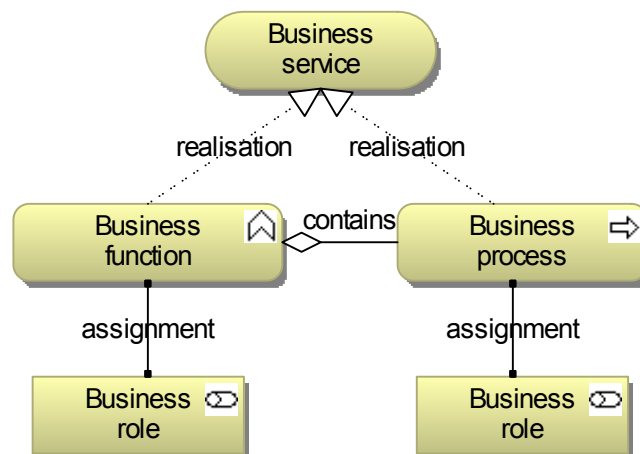 Business
service
realisation realisation
contains
Business
function
Business
process
assignment assignment
Business
role
Business
role